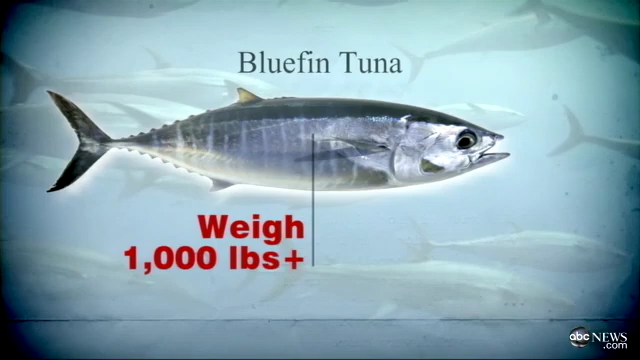 Bluefin Tuna
Weigh
1,000 lbs+
abc NEWS
.com